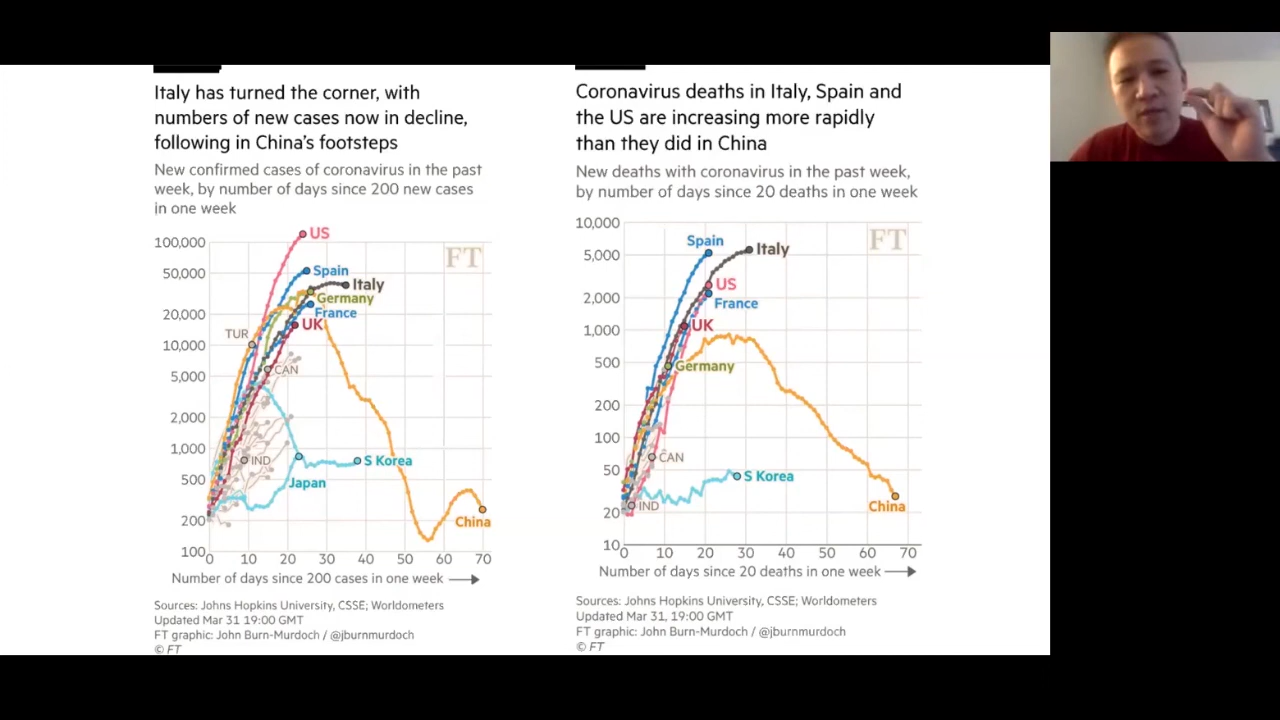 Italy has turned the corner, with
numbers of new cases now in decline,
following in China's footsteps
New confirmed cases of coronavirus in the past
week, by number of days since 200 new cases
in one week
100,000
50,000
20,000
10,000
5,000
2,000
1,000
500
200
100
FT
US
Spain
Italy
Germany
France
UK
TUR
CAN
IND
S Korea
Japan
China
0 10 20 30 40 50 60 70
Number of days since 200 cases in one week
Sources: Johns Hopkins University, CSSE; Worldometers
Updated Mar 31 19:00 GMT
FT graphic: John Burn-Murdoch / @jburnmurdoch
© FT
Coronavirus deaths in Italy, Spain and
the US are increasing more rapidly
than they did in China
New deaths with coronavirus in the past week,
by number of days since 20 deaths in one week
10,000
5,000
2,000
1,000
500
200
100
50
20
10
FT
Spain
Italy
US
France
UK
Germany
CAN
IND
S Korea
China
0 10 20 30 40 50 60 70
Number of days since 20 deaths in one week
Sources: Johns Hopkins University, CSSE; Worldometers
Updated Mar 31, 19:00 GMT
FT graphic: John Burn-Murdoch / @jburnmurdoch
© FT